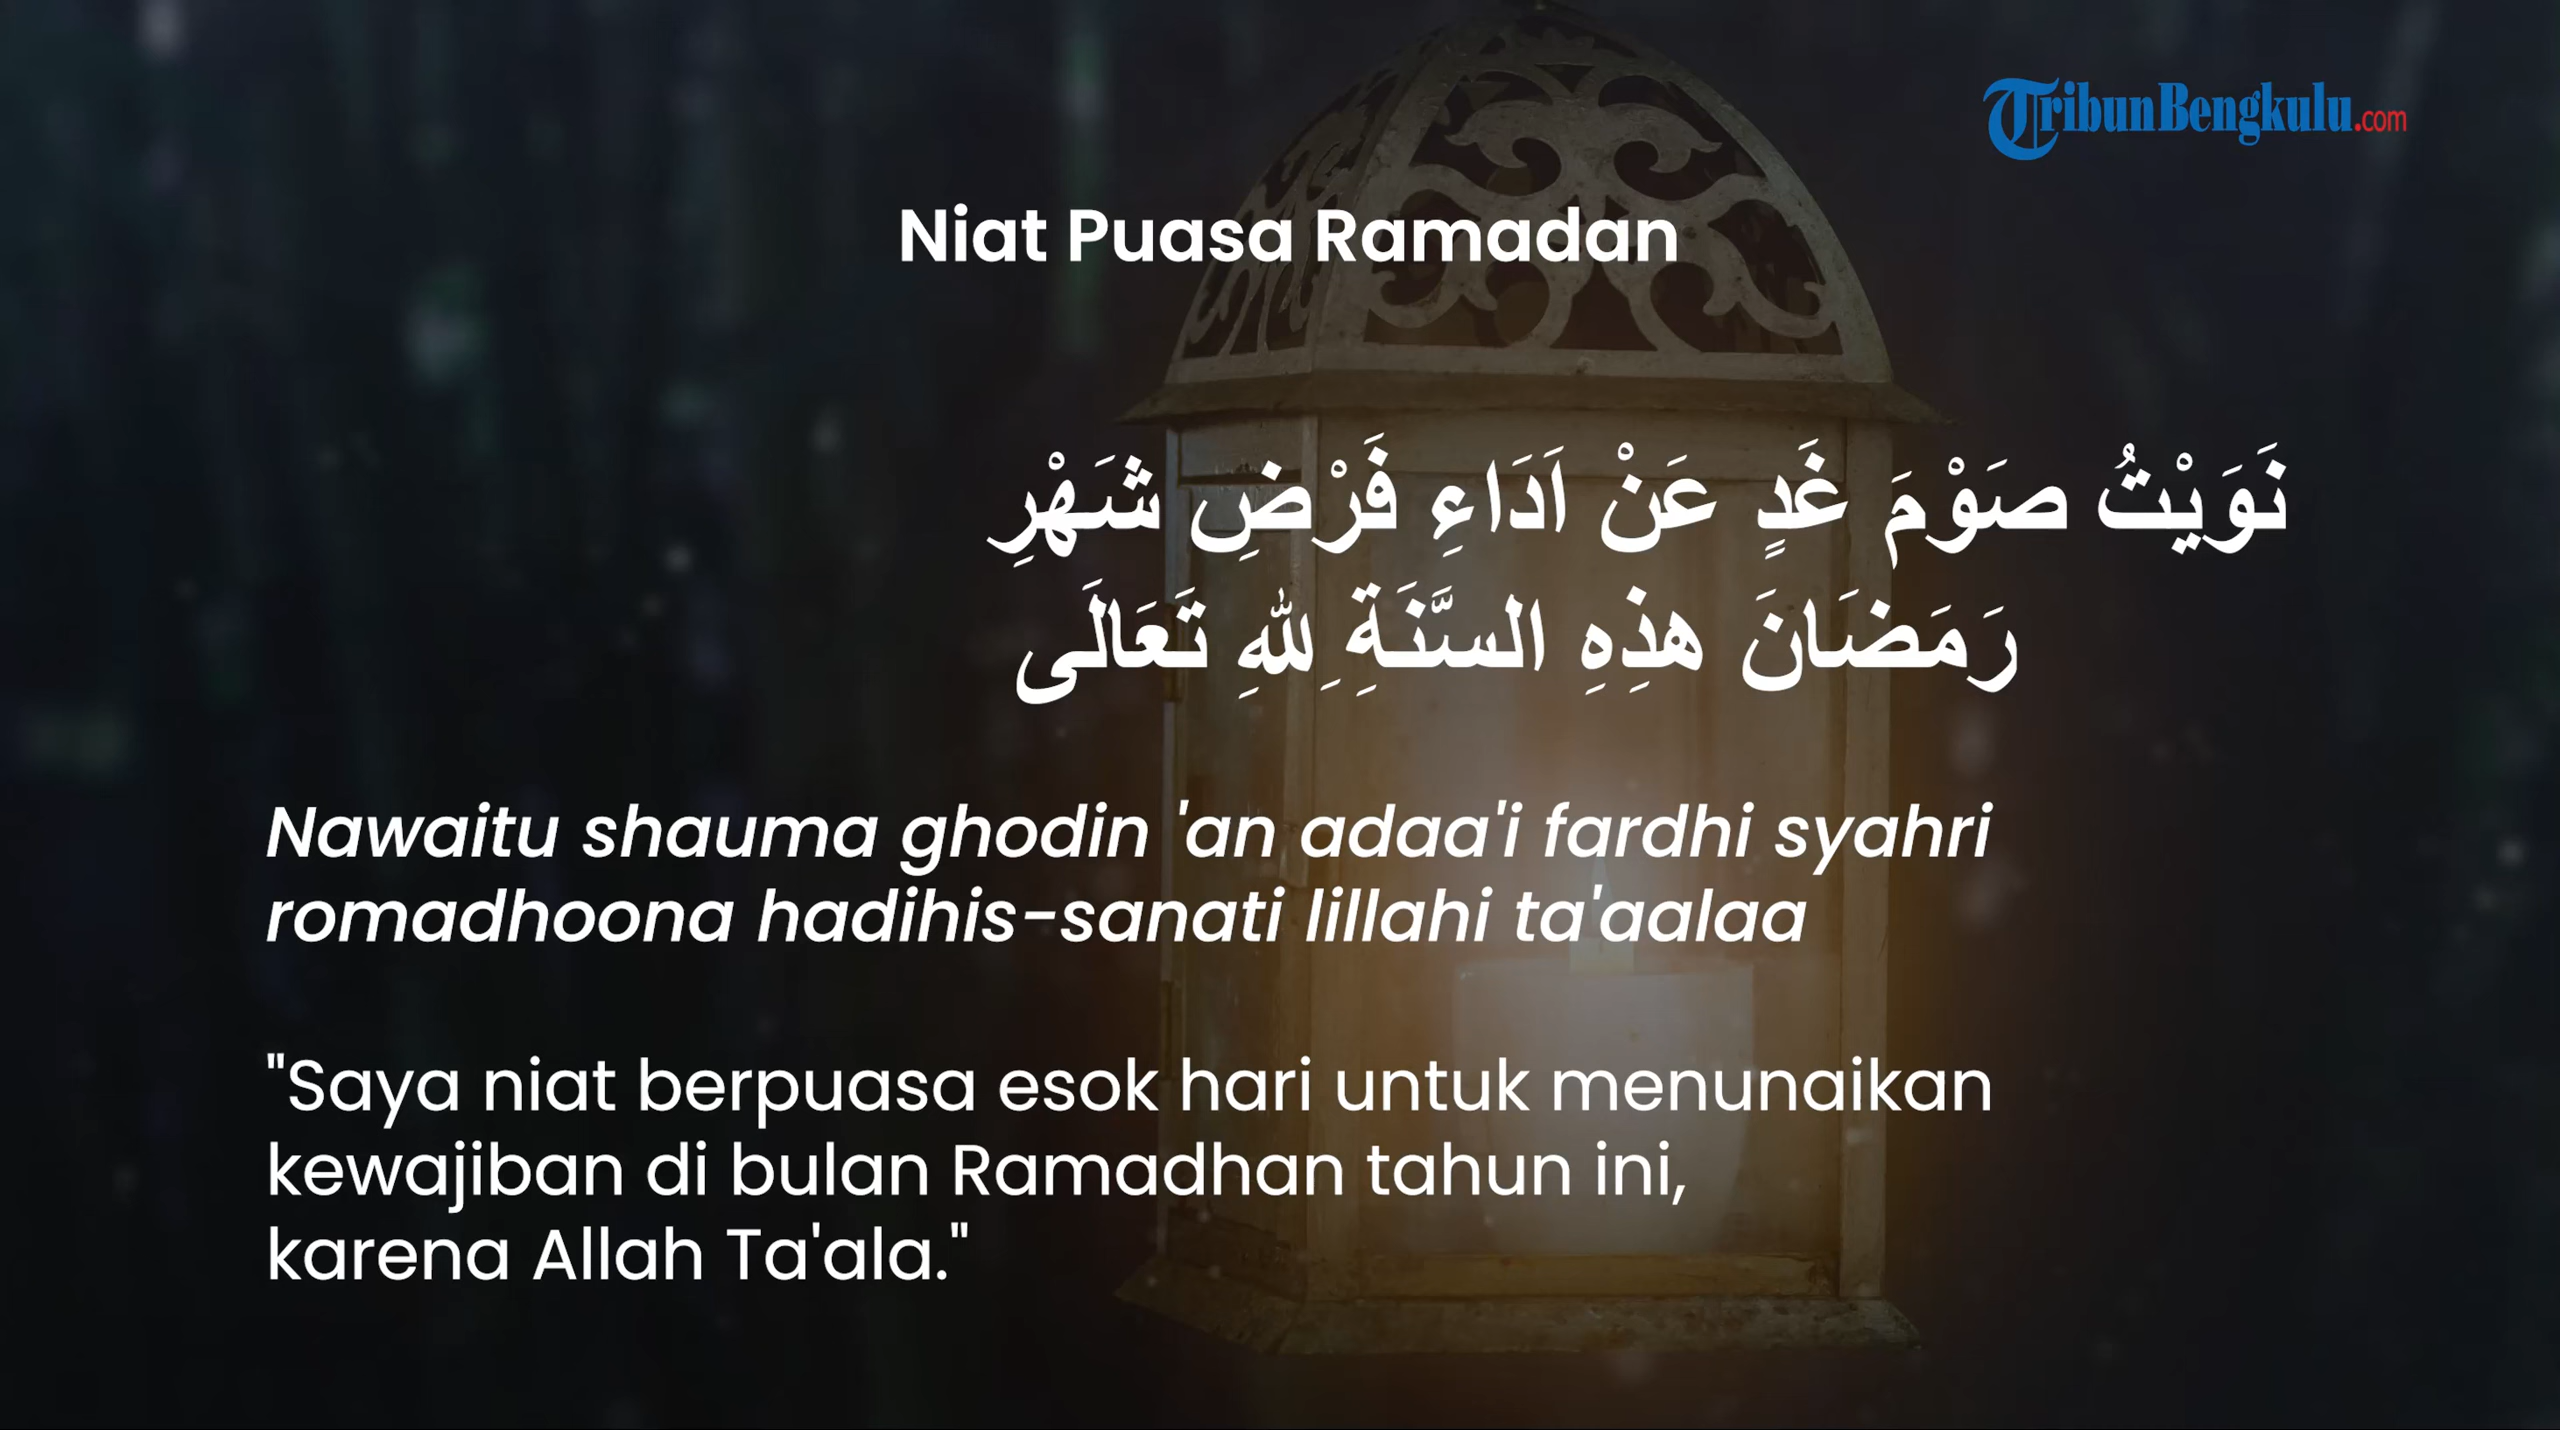 TribunBengkulu.com
Niat Puasa Ramadan
نَوَيْتُ صَوْمَ غَدٍ عَنْ اَدَاءِ فَرْضِ شَهْرِ
رَمَضَانَ هذِهِ السَّنَةِ ِللهِ تَعَالَى
Nawaitu shauma ghodin 'an adaa'i fardhi syahri
romadhoona hadihis-sanati lillahi ta'aalaa
"Saya niat berpuasa esok hari untuk menunaikan
kewajiban di bulan Ramadhan tahun ini,
karena Allah Ta'ala."